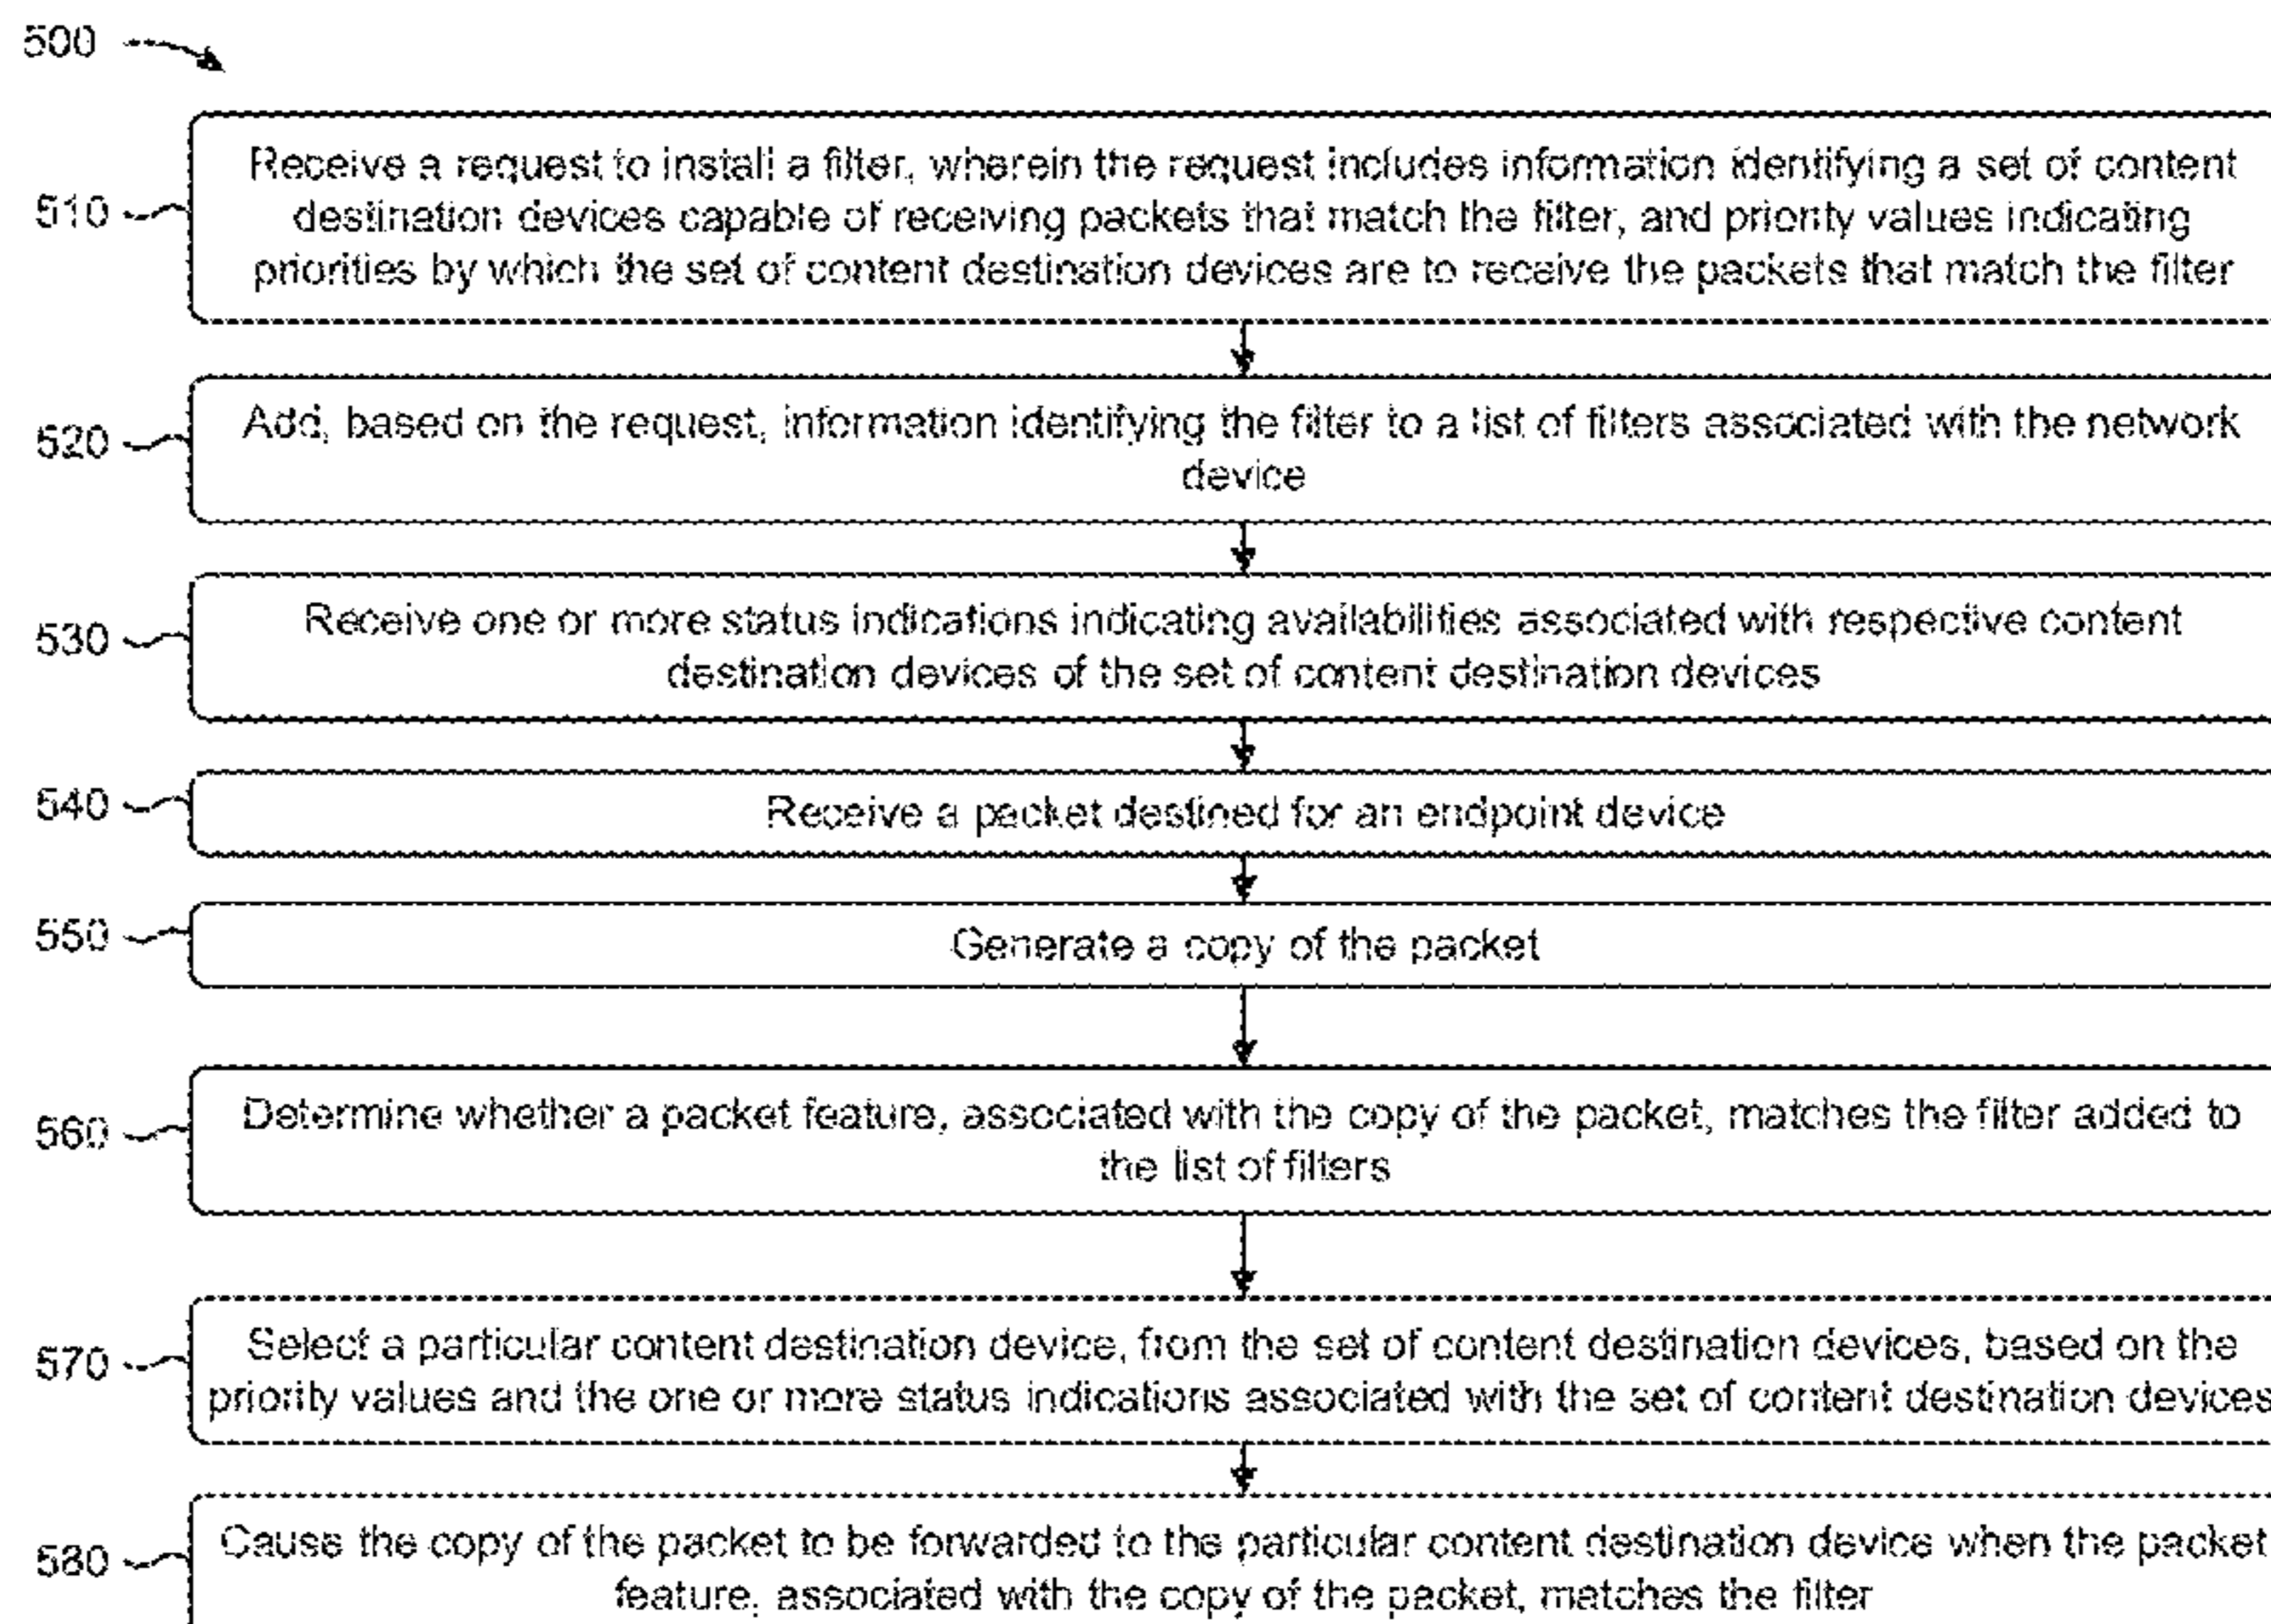 500
510
Receive a request to install a filter, wherein the request includes information identifying a set of content
destination devices capable of receiving packets that match the filter, and priority values indicating
priorities by which the set of content destination devices are to receive the packets that match the filter
520
Add, based on the request, information identifying the filter to a list of filters associated with the network
device
530
Receive one or more status indications indicating availabilities associated with respective content
destination devices of the set of content destination devices
540
Receive a packet destined for an endpoint device
550
Generate a copy of the packet
560
Determine whether a packet feature, associated with the copy of the packet, matches the filter added to
the list of filters
570
Select a particular content destination device, from the set of content destination devices, based on the
priority values and the one or more status indications associated with the set of content destination devices
580
Cause the copy of the packet to be forwarded to the particular content destination device when the packet
feature, associated with the copy of the packet, matches the filter